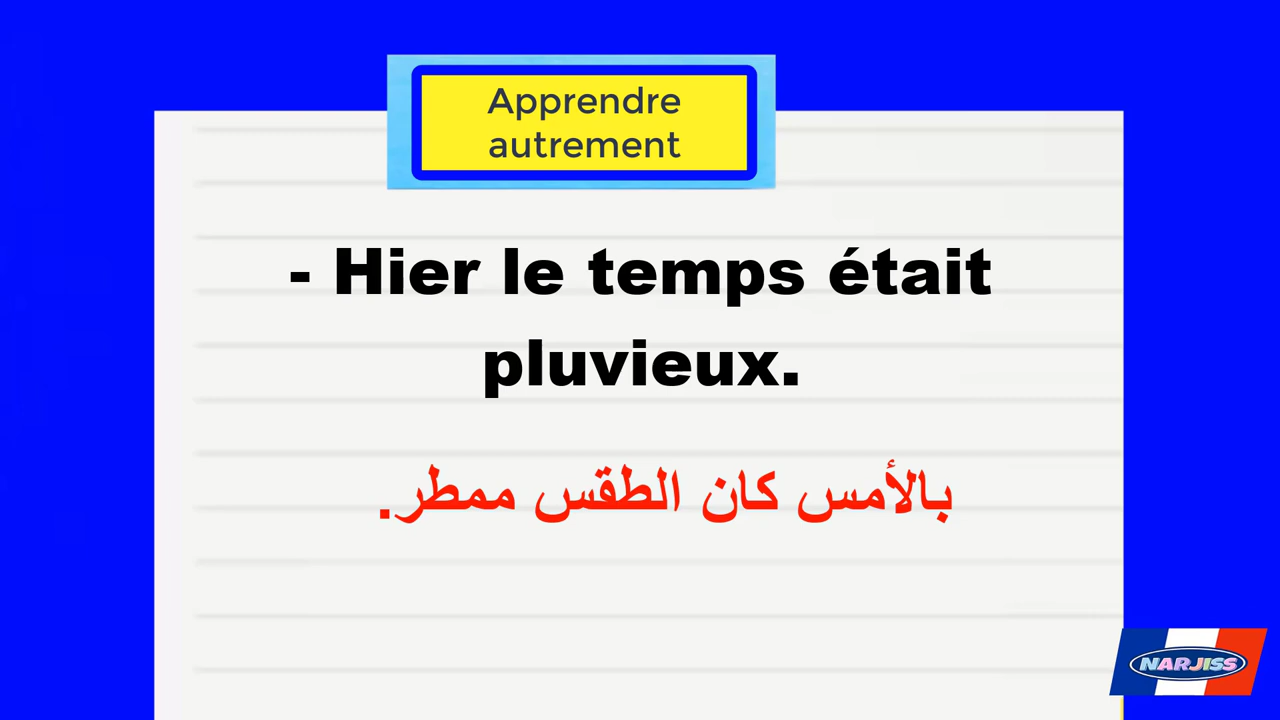 Apprendre
autrement
- Hier le temps était
pluvieux.
بالأمس كان الطقس ممطر.
NARJISS